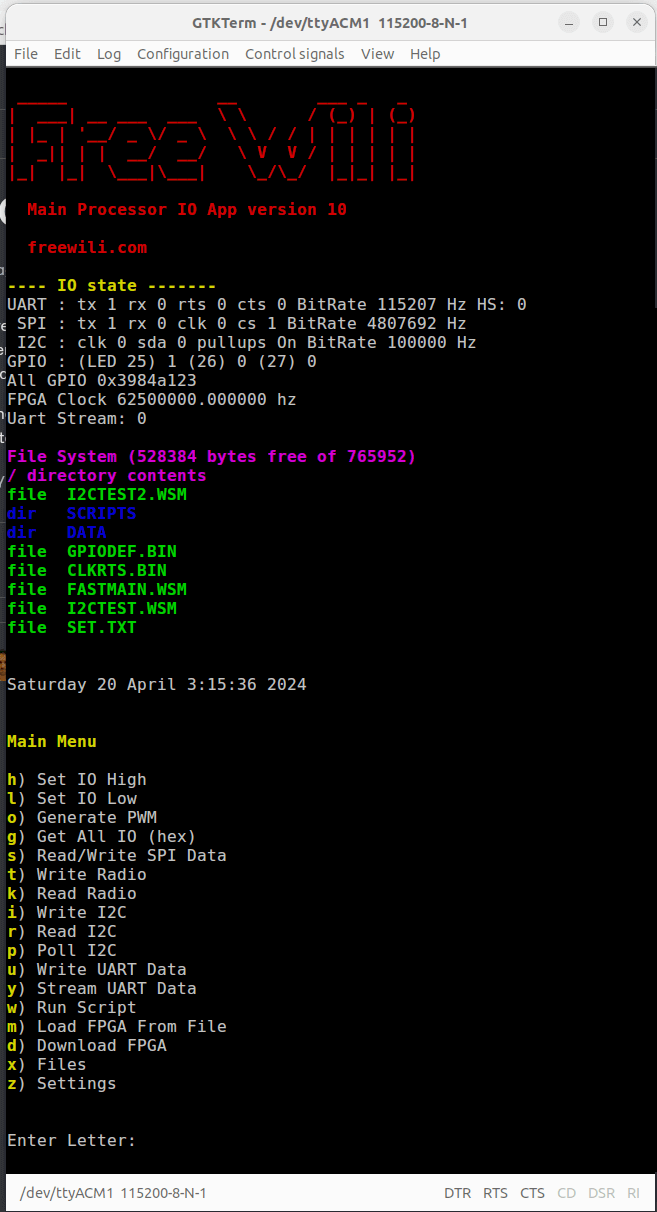 GTKTerm - /dev/ttyACM1 115200-8-N-1
File Edit Log Configuration Control signals View Help
FreeWili
Main Processor IO App version 10
freewili.com
---- IO state -------
UART : tx 1 rx 0 rts 0 cts 0 BitRate 115207 Hz HS: 0
SPI : tx 1 rx 0 clk 0 cs 1 BitRate 4807692 Hz
I2C : clk 0 sda 0 pullups On BitRate 100000 Hz
GPIO : (LED 25) 1 (26) 0 (27) 0
All GPIO 0x3984a123
FPGA Clock 62500000.000000 hz
Uart Stream: 0
File System (528384 bytes free of 765952)
/ directory contents
file I2CTEST2.WSM
dir SCRIPTS
dir DATA
file GPIODEF.BIN
file CLKRTS.BIN
file FASTMAIN.WSM
file I2CTEST.WSM
file SET.TXT
Saturday 20 April 3:15:36 2024
Main Menu
h) Set IO High
l) Set IO Low
o) Generate PWM
g) Get All IO (hex)
s) Read/Write SPI Data
t) Write Radio
k) Read Radio
i) Write I2C
r) Read I2C
p) Poll I2C
u) Write UART Data
y) Stream UART Data
w) Run Script
m) Load FPGA From File
d) Download FPGA
x) Files
z) Settings
Enter Letter:
/dev/ttyACM1 115200-8-N-1 DTR RTS CTS CD DSR RI